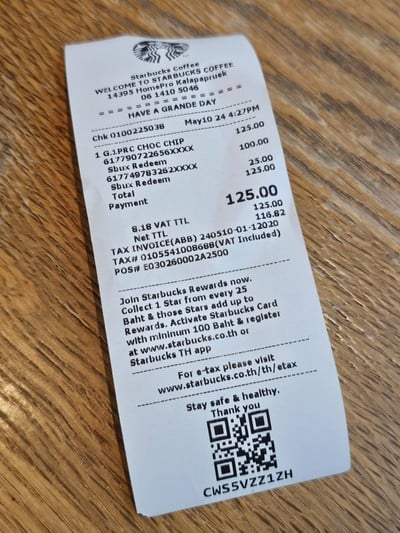 Starbucks Coffee
WELCOME TO STARBUCKS COFFEE
14395 HomePro Kalapapruek
06 1410 5046
HAVE A GRANDE DAY
Chk 010022503B May10 24 4:27PM
1 G.1PRC CHOC CHIP 125.00
617790722656XXXX
Sbux Redeem 100.00
617749783262XXXX
Sbux Redeem 25.00
Total 125.00
Payment 125.00
8.18 VAT TTL 125.00
Net TTL 116.82
TAX INVOICE(ABB) 240510-01-12020
TAX# 0105541008688(VAT Included)
POS# E030260002A2500
Join Starbucks Rewards now.
Collect 1 Star from every 25
Baht & those Stars add up to
Rewards. Activate Starbucks Card
with minimum 100 Baht & register
at www.starbucks.co.th or
Starbucks TH app
For e-tax please visit
www.starbucks.co.th/th/etax
Stay safe & healthy.
Thank you
CWS5VZZ1ZH